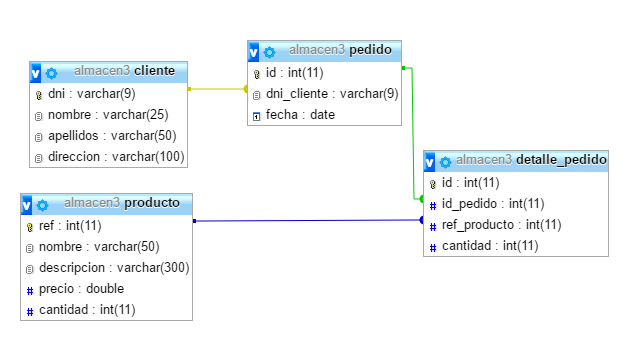 almacen3 cliente
dni : varchar(9)
nombre : varchar(25)
apellidos : varchar(50)
direccion : varchar(100)
almacen3 pedido
id : int(11)
dni_cliente : varchar(9)
fecha : date
almacen3 producto
ref : int(11)
nombre : varchar(50)
descripcion : varchar(300)
precio : double
cantidad : int(11)
almacen3 detalle_pedido
id : int(11)
id_pedido : int(11)
ref_producto : int(11)
cantidad : int(11)